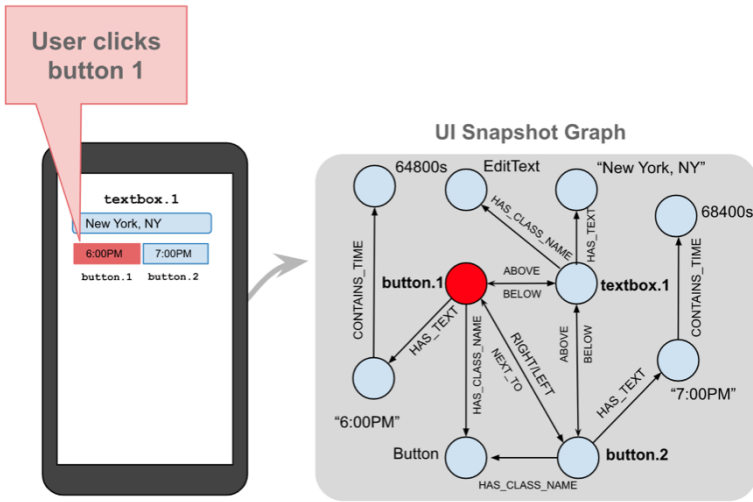 User clicks
button 1
textbox.1
New York, NY
6:00PM
7:00PM
button.1
button.2
UI Snapshot Graph
64800s
EditText
“New York, NY”
68400s
HAS_CLASS_NAME
HAS_TEXT
CONTAINS_TIME
CONTAINS_TIME
button.1
ABOVE
BELOW
textbox.1
HAS_TEXT
HAS_CLASS_NAME
RIGHT/LEFT
NEXT_TO
ABOVE
BELOW
HAS_TEXT
“6:00PM”
“7:00PM”
Button
button.2
HAS_CLASS_NAME